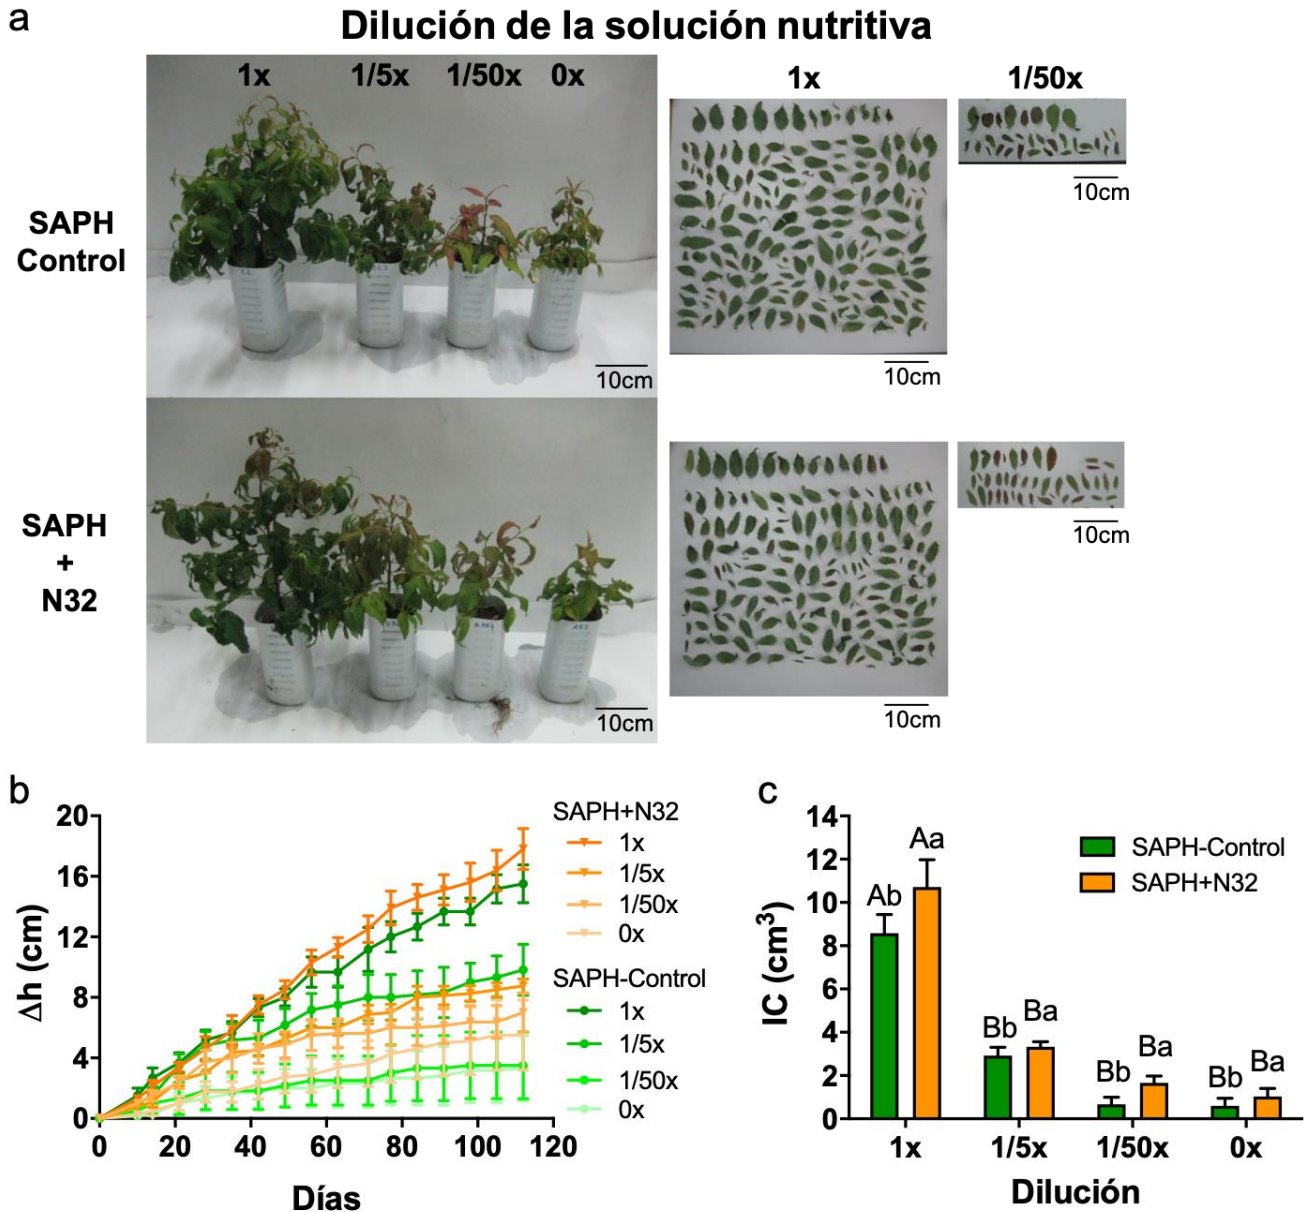 a
Dilución de la solución nutritiva
1x 1/5x 1/50x 0x
1x
1/50x
SAPH
Control
10cm
10cm
10cm
SAPH
+
N32
10cm
10cm
10cm
b
20
16
12
8
4
0
Δh (cm)
0 20 40 60 80 100 120
Días
SAPH+N32
1x
1/5x
1/50x
0x
SAPH-Control
1x
1/5x
1/50x
0x
c
14
12
10
8
6
4
2
0
IC (cm³)
Ab Aa
Bb Ba
Bb Ba
Bb Ba
SAPH-Control
SAPH+N32
1x 1/5x 1/50x 0x
Dilución